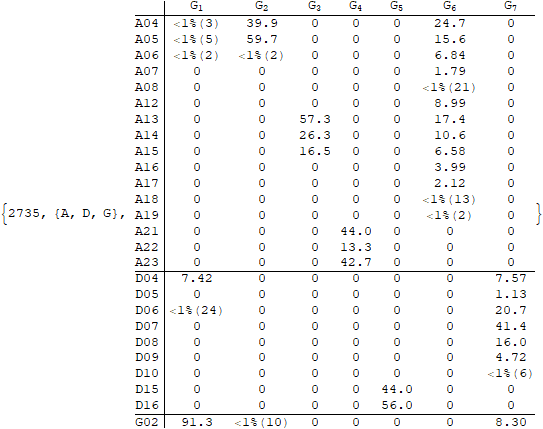 G₁ G₂ G₃ G₄ G₅ G₆ G₇
A04 <1%(3) 39.9 0 0 0 24.7 0
A05 <1%(5) 59.7 0 0 0 15.6 0
A06 <1%(2) <1%(2) 0 0 0 6.84 0
A07 0 0 0 0 0 1.79 0
A08 0 0 0 0 0 <1%(21) 0
A12 0 0 0 0 0 8.99 0
A13 0 0 57.3 0 0 17.4 0
A14 0 0 26.3 0 0 10.6 0
A15 0 0 16.5 0 0 6.58 0
A16 0 0 0 0 0 3.99 0
A17 0 0 0 0 0 2.12 0
A18 0 0 0 0 0 <1%(13) 0
{2735, {A, D, G}, A19 0 0 0 0 0 <1%(2) 0 }
A21 0 0 0 44.0 0 0 0
A22 0 0 0 13.3 0 0 0
A23 0 0 0 42.7 0 0 0
D04 7.42 0 0 0 0 0 7.57
D05 0 0 0 0 0 0 1.13
D06 <1%(24) 0 0 0 0 0 20.7
D07 0 0 0 0 0 0 41.4
D08 0 0 0 0 0 0 16.0
D09 0 0 0 0 0 0 4.72
D10 0 0 0 0 0 0 <1%(6)
D15 0 0 0 0 44.0 0 0
D16 0 0 0 0 56.0 0 0
G02 91.3 <1%(10) 0 0 0 0 8.30